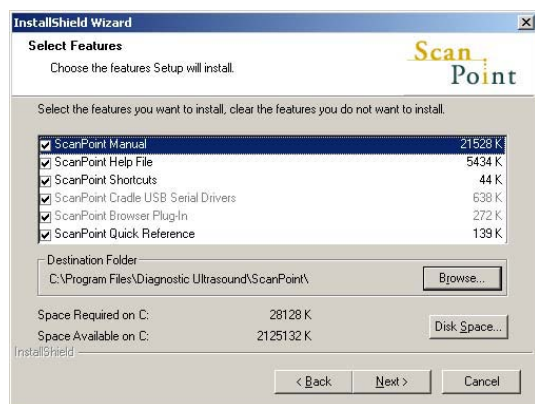 InstallShield Wizard
Select Features
Choose the features Setup will install.
Scan
Point
Select the features you want to install, clear the features you do not want to install.
ScanPoint Manual 21528 K
ScanPoint Help File 5434 K
ScanPoint Shortcuts 44 K
ScanPoint Cradle USB Serial Drivers 638 K
ScanPoint Browser Plug-In 272 K
ScanPoint Quick Reference 139 K
Destination Folder
C:\Program Files\Diagnostic Ultrasound\ScanPoint\ Browse...
Space Required on C: 28128 K
Space Available on C: 2125132 K
Disk Space...
InstallShield
< Back Next > Cancel